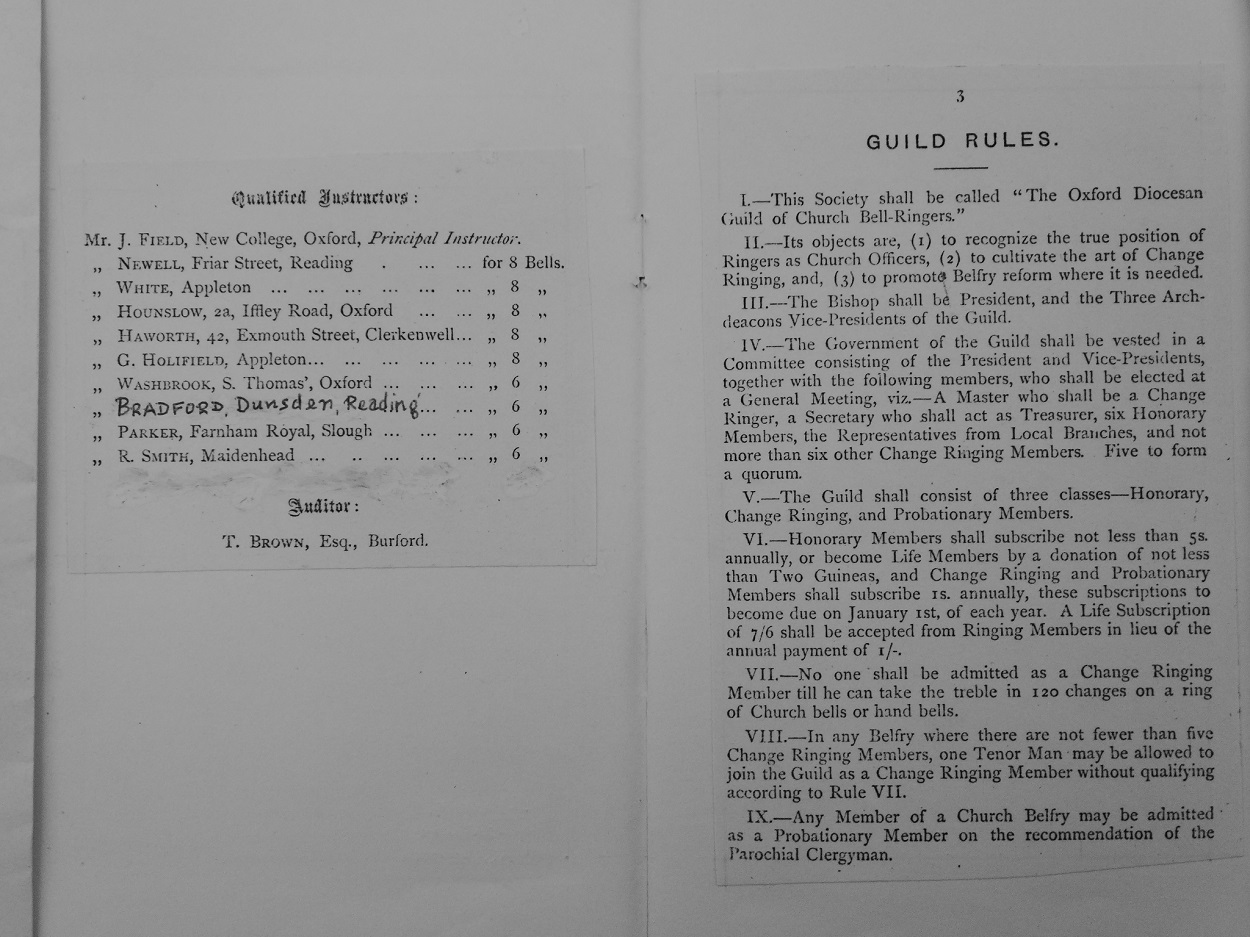 Qualified Instructors:
Mr. J. FIELD, New College, Oxford, Principal Instructor.
„ NEWELL, Friar Street, Reading . ... ... for 8 Bells.
„ WHITE, Appleton ... ... ... ... ... ... „ 8 „
„ HOUNSLOW, 2a, Iffley Road, Oxford ... ... „ 8 „
„ HAWORTH, 42, Exmouth Street, Clerkenwell... „ 8 „
„ G. HOLIFIELD, Appleton... ... ... ... ... „ 8 „
„ WASHBROOK, S. Thomas', Oxford ... ... ... „ 6 „
„ BRADFORD, Dunsden, Reading... ... „ 6 „
„ PARKER, Farnham Royal, Slough ... ... ... „ 6 „
„ R. SMITH, Maidenhead ... .. ... ... ... „ 6 „
Auditor:
T. BROWN, Esq., Burford.
3
GUILD RULES.
I.—This Society shall be called “The Oxford Diocesan
Guild of Church Bell-Ringers.”
II.—Its objects are, (1) to recognize the true position of
Ringers as Church Officers, (2) to cultivate the art of Change
Ringing, and, (3) to promote Belfry reform where it is needed.
III.—The Bishop shall be President, and the Three Arch-
deacons Vice-Presidents of the Guild.
IV.—The Government of the Guild shall be vested in a
Committee consisting of the President and Vice-Presidents,
together with the following members, who shall be elected at
a General Meeting, viz.—A Master who shall be a Change
Ringer, a Secretary who shall act as Treasurer, six Honorary
Members, the Representatives from Local Branches, and not
more than six other Change Ringing Members. Five to form
a quorum.
V.—The Guild shall consist of three classes—Honorary,
Change Ringing, and Probationary Members.
VI.—Honorary Members shall subscribe not less than 5s.
annually, or become Life Members by a donation of not less
than Two Guineas, and Change Ringing and Probationary
Members shall subscribe 1s. annually, these subscriptions to
become due on January 1st, of each year. A Life Subscription
of 7/6 shall be accepted from Ringing Members in lieu of the
annual payment of 1/-.
VII.—No one shall be admitted as a Change Ringing
Member till he can take the treble in 120 changes on a ring
of Church bells or hand bells.
VIII.—In any Belfry where there are not fewer than five
Change Ringing Members, one Tenor Man may be allowed to
join the Guild as a Change Ringing Member without qualifying
according to Rule VII.
IX.—Any Member of a Church Belfry may be admitted
as a Probationary Member on the recommendation of the
Parochial Clergyman.